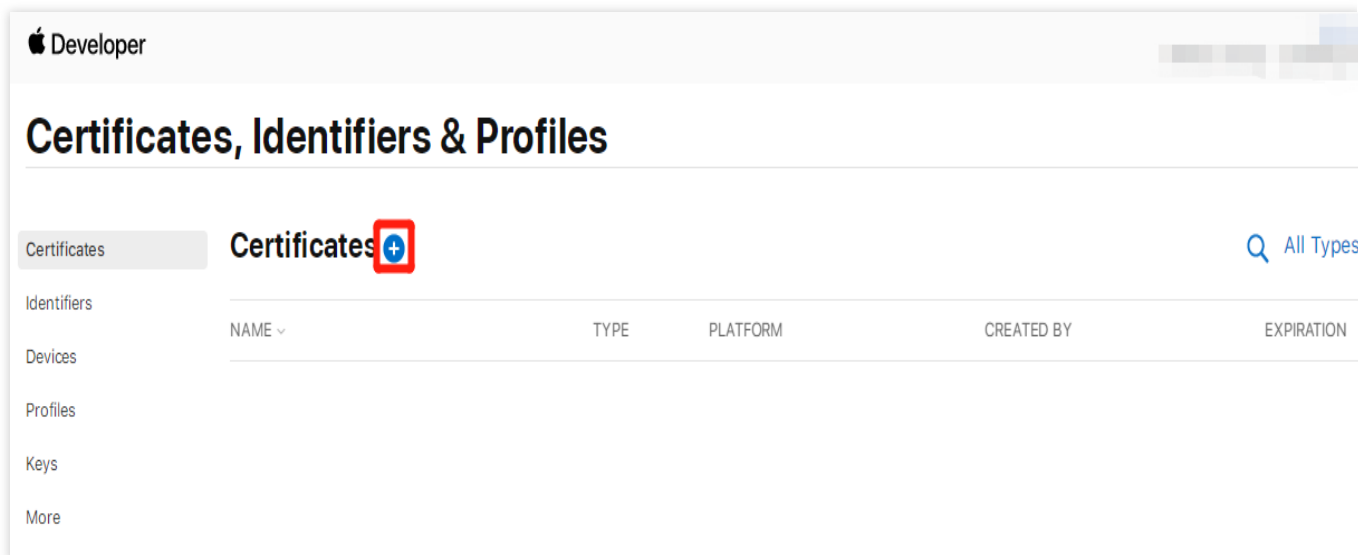 Developer
Certificates, Identifiers & Profiles
Certificates
Identifiers
Devices
Profiles
Keys
More
Certificates
All Types
NAME TYPE PLATFORM CREATED BY EXPIRATION